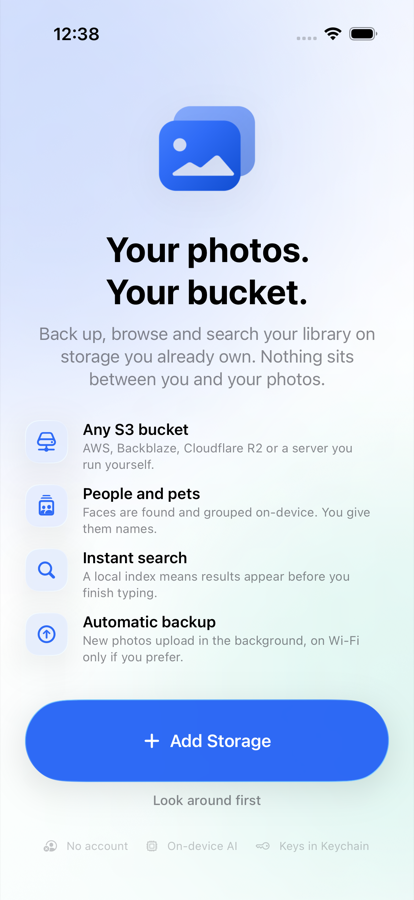 12:38
Your photos.
Your bucket.
Back up, browse and search your library on
storage you already own. Nothing sits
between you and your photos.
Any S3 bucket
AWS, Backblaze, Cloudflare R2 or a server you
run yourself.
People and pets
Faces are found and grouped on-device. You give
them names.
Instant search
A local index means results appear before you
finish typing.
Automatic backup
New photos upload in the background, on Wi-Fi
only if you prefer.
+ Add Storage
Look around first
No account On-device AI Keys in Keychain